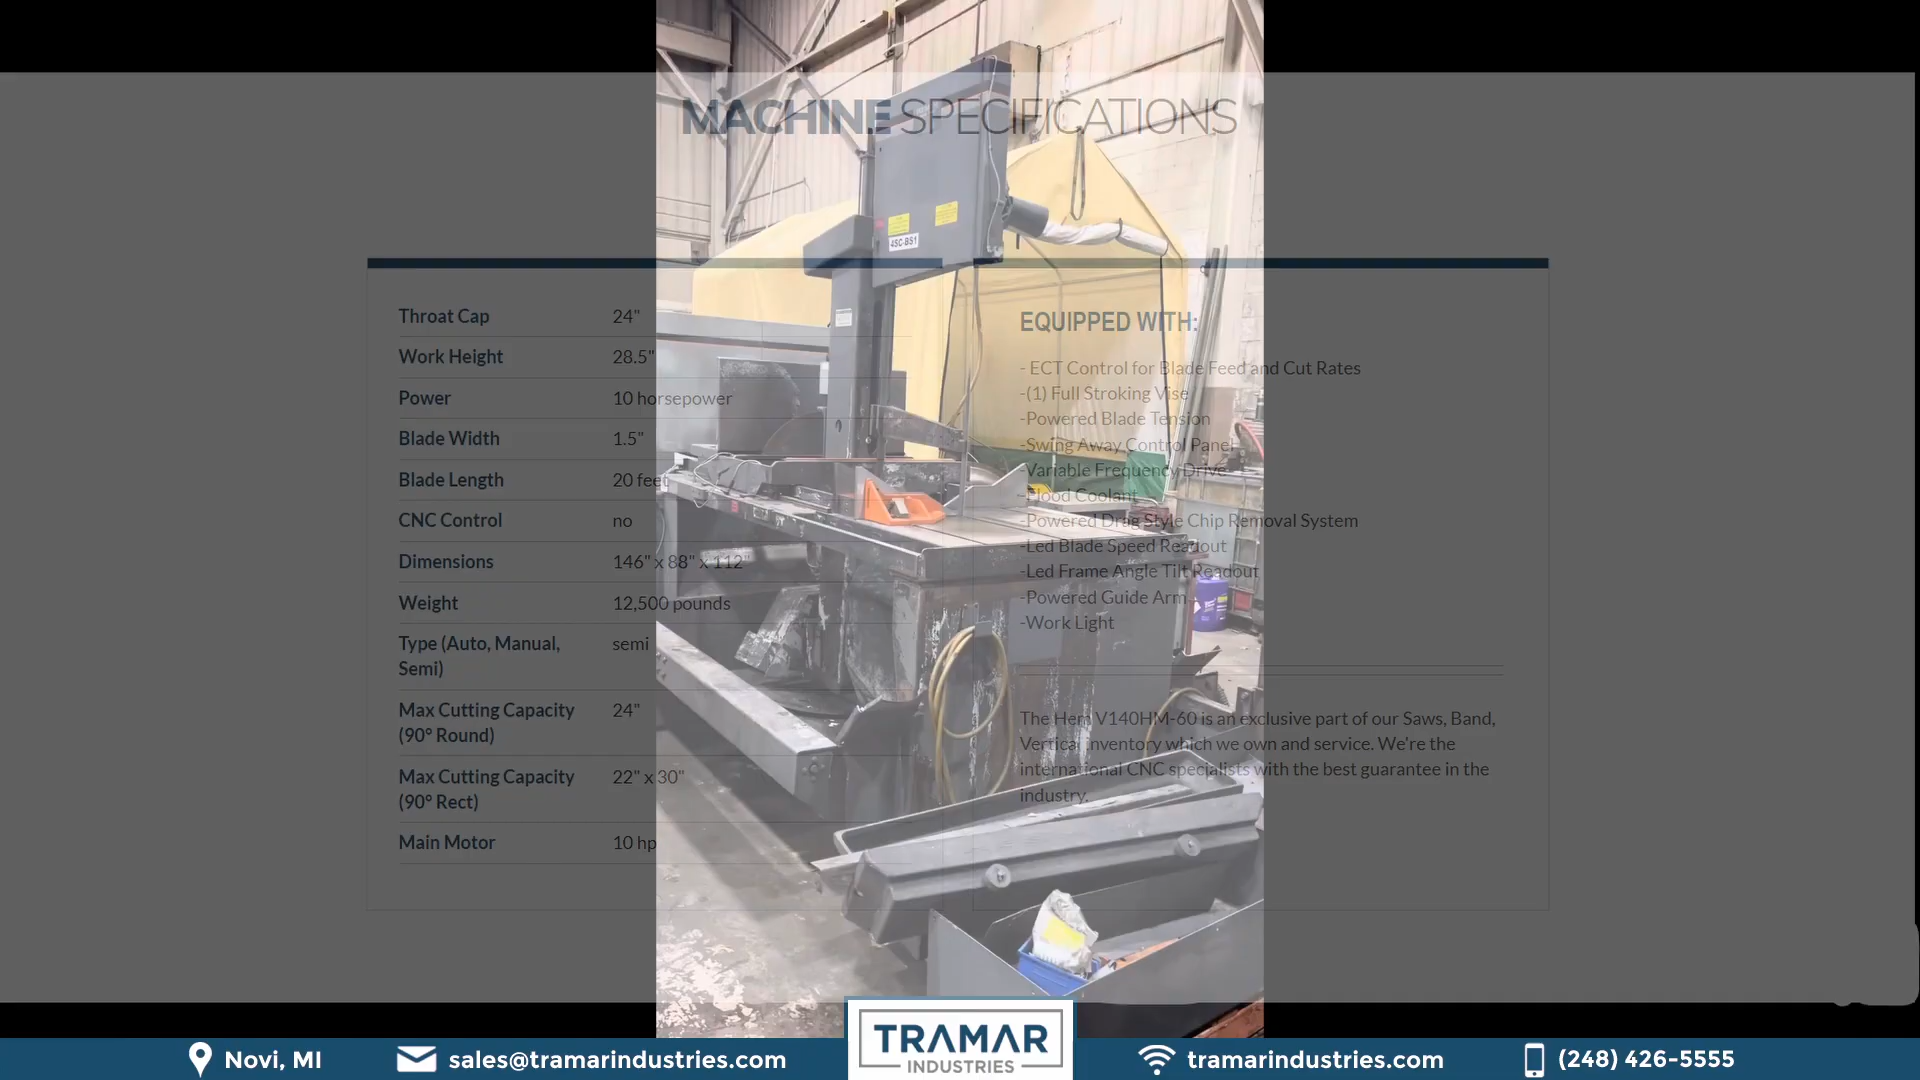 MACHINE SPECIFICATIONS
4SC-BS1
Throat Cap 24"
Work Height 28.5"
Power 10 horsepower
Blade Width 1.5"
Blade Length 20 feet
CNC Control no
Dimensions 146" x 88" x 112"
Weight 12,500 pounds
Type (Auto, Manual, semi
Semi)
Max Cutting Capacity 24"
(90° Round)
Max Cutting Capacity 22" x 30"
(90° Rect)
Main Motor 10 hp
EQUIPPED WITH:
- ECT Control for Blade Feed and Cut Rates
-(1) Full Stroking Vise
-Powered Blade Tension
-Swing Away Control Panel
-Variable Frequency Drive
-Flood Coolant
-Powered Drag Style Chip Removal System
-Led Blade Speed Readout
-Led Frame Angle Tilt Readout
-Powered Guide Arm
-Work Light
The Hem V140HM-60 is an exclusive part of our Saws, Band,
Vertical inventory which we own and service. We're the
international CNC specialists with the best guarantee in the
industry.
Novi, MI
sales@tramarindustries.com
TRAMAR
INDUSTRIES
tramarindustries.com
(248) 426-5555